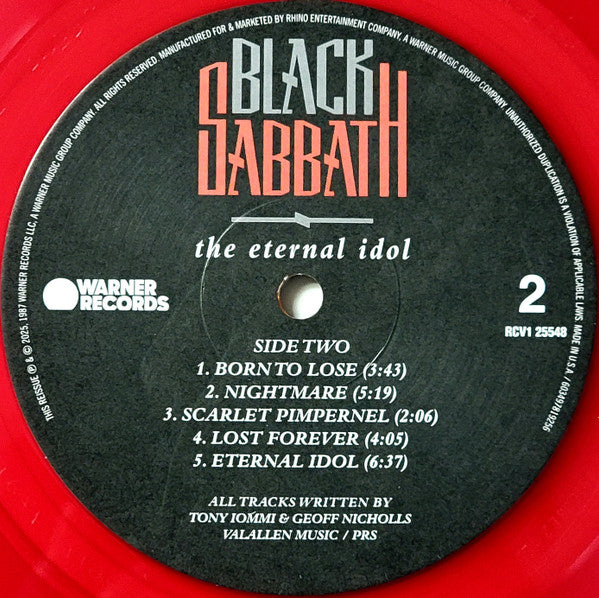 THIS REISSUE ℗ & © 2025, 1987 WARNER RECORDS LLC, A WARNER MUSIC GROUP COMPANY. ALL RIGHTS RESERVED. MANUFACTURED FOR & MARKETED BY RHINO ENTERTAINMENT COMPANY, A WARNER MUSIC GROUP COMPANY. UNAUTHORIZED DUPLICATION IS A VIOLATION OF APPLICABLE LAWS MADE IN U.S.A. / 603497819256
BLACK
SABBATH
the eternal idol
WARNER
RECORDS
2
RCV1 25548
SIDE TWO
1. BORN TO LOSE (3:43)
2. NIGHTMARE (5:19)
3. SCARLET PIMPERNEL (2:06)
4. LOST FOREVER (4:05)
5. ETERNAL IDOL (6:37)
ALL TRACKS WRITTEN BY
TONY IOMMI & GEOFF NICHOLLS
VALALLEN MUSIC / PRS